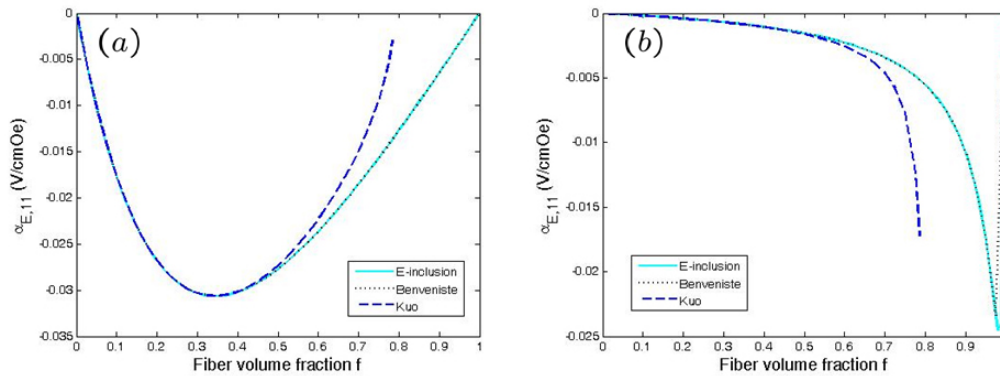 (a)
0
-0.005
-0.01
-0.015
-0.02
-0.025
-0.03
-0.035
α_E,11 (V/cmOe)
E-inclusion
Benveniste
Kuo
0 0.1 0.2 0.3 0.4 0.5 0.6 0.7 0.8 0.9 1
Fiber volume fraction f
(b)
0
-0.005
-0.01
-0.015
-0.02
-0.025
α_E,11 (V/cmOe)
E-inclusion
Benveniste
Kuo
0 0.1 0.2 0.3 0.4 0.5 0.6 0.7 0.8 0.9
Fiber volume fraction f